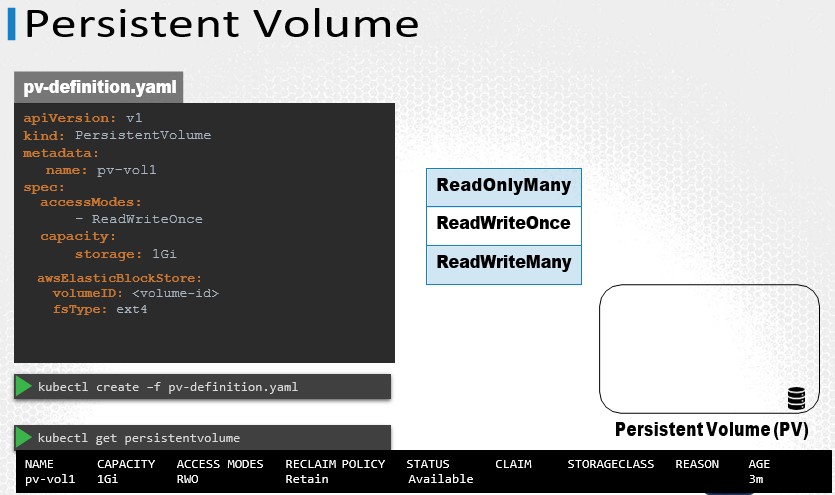 Persistent Volume
pv-definition.yaml
apiVersion: v1
kind: PersistentVolume
metadata:
name: pv-vol1
spec:
accessModes:
- ReadWriteOnce
capacity:
storage: 1Gi
awsElasticBlockStore:
volumeID: <volume-id>
fsType: ext4
ReadOnlyMany
ReadWriteOnce
ReadWriteMany
Persistent Volume (PV)
kubectl create –f pv-definition.yaml
kubectl get persistentvolume
NAME CAPACITY ACCESS MODES RECLAIM POLICY STATUS CLAIM STORAGECLASS REASON AGE
pv-vol1 1Gi RWO Retain Available 3m